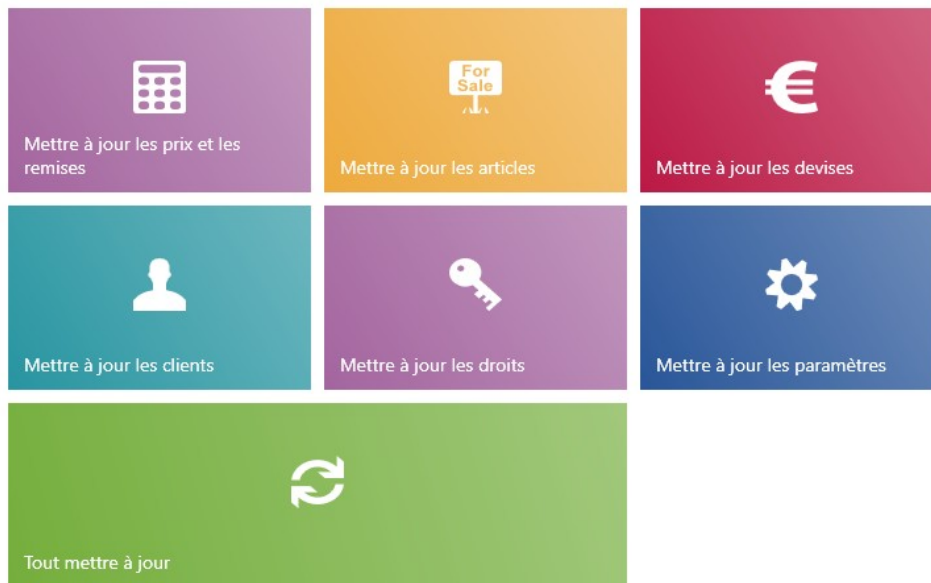 For
Sale
Mettre à jour les prix et les
remises
Mettre à jour les articles
Mettre à jour les devises
Mettre à jour les clients
Mettre à jour les droits
Mettre à jour les paramètres
Tout mettre à jour